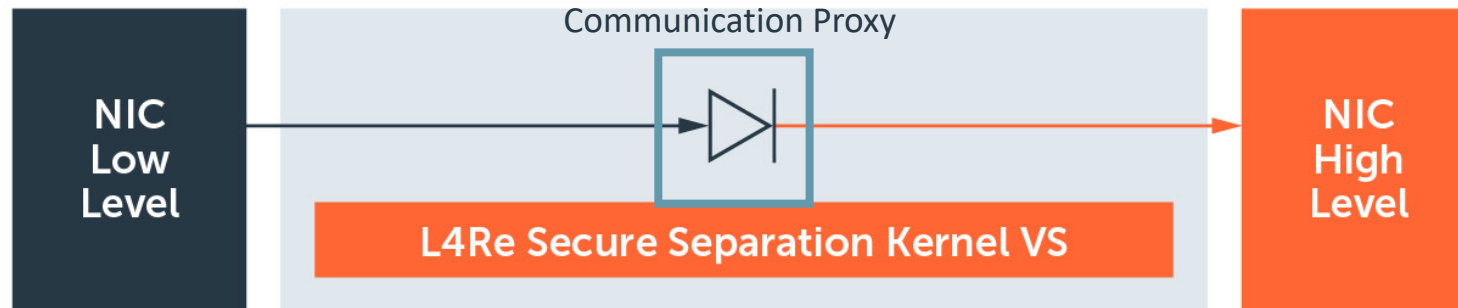 Communication Proxy
NIC
Low
Level
NIC
High
Level
L4Re Secure Separation Kernel VS